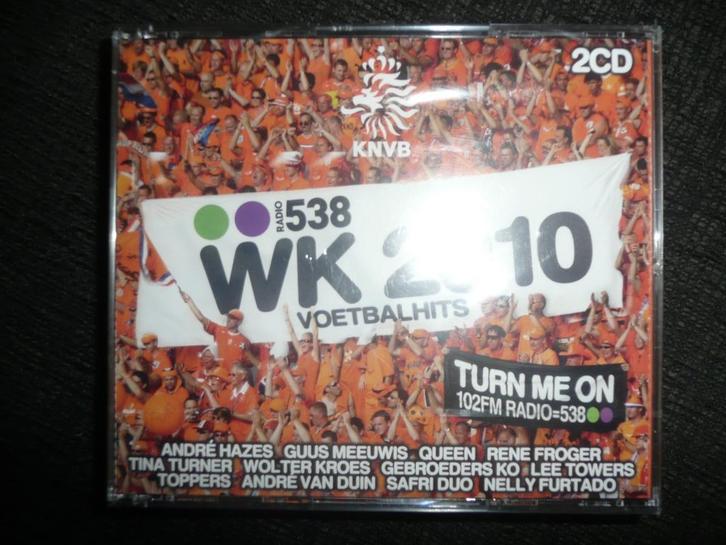 2CD
KNVB
RADIO 538
WK 2010
VOETBALHITS
TURN ME ON
102FM RADIO=538
ANDRÉ HAZES GUUS MEEUWIS QUEEN RENE FROGER
TINA TURNER WOLTER KROES GEBROEDERS KO LEE TOWERS
TOPPERS ANDRÉ VAN DUIN SAFRI DUO NELLY FURTADO